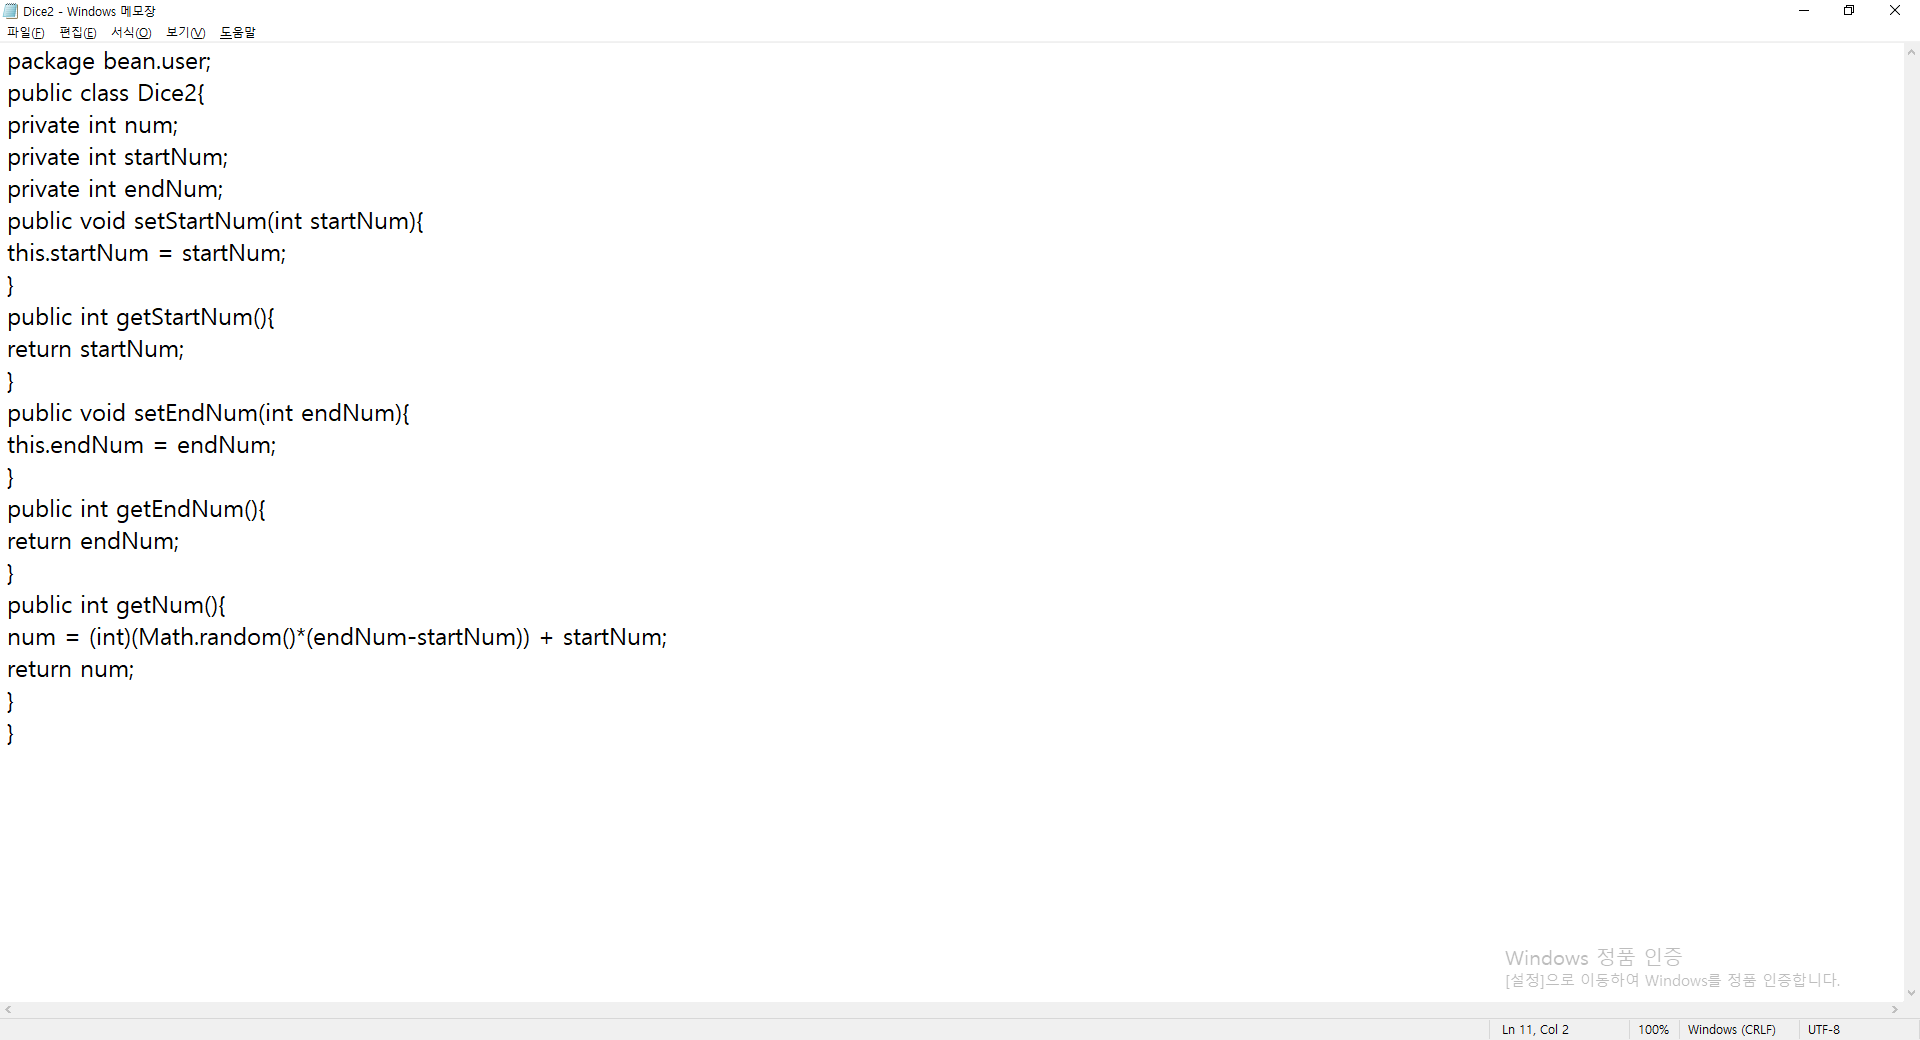 Dice2 - Windows 메모장
파일(F) 편집(E) 서식(O) 보기(V) 도움말
package bean.user;
public class Dice2{
private int num;
private int startNum;
private int endNum;
public void setStartNum(int startNum){
this.startNum = startNum;
}
public int getStartNum(){
return startNum;
}
public void setEndNum(int endNum){
this.endNum = endNum;
}
public int getEndNum(){
return endNum;
}
public int getNum(){
num = (int)(Math.random()*(endNum-startNum)) + startNum;
return num;
}
}
Windows 정품 인증
[설정]으로 이동하여 Windows를 정품 인증합니다.
Ln 11, Col 2 100% Windows (CRLF) UTF-8